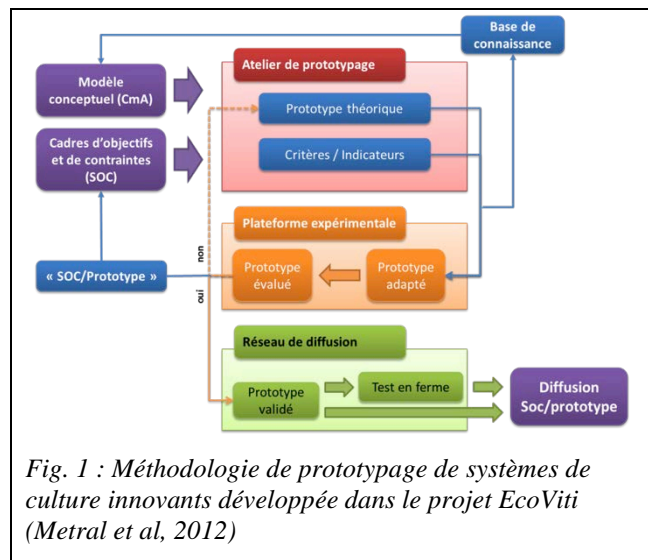 Base de
connaissance
Atelier de prototypage
Modèle
conceptuel (CmA)
Prototype théorique
Cadres d'objectifs
et de contraintes
(SOC)
Critères / Indicateurs
Plateforme expérimentale
non
« SOC/Prototype »
Prototype
évalué
Prototype
adapté
oui
Réseau de diffusion
Test en ferme
Prototype
validé
Diffusion
Soc/prototype
Fig. 1 : Méthodologie de prototypage de systèmes de
culture innovants développée dans le projet EcoViti
(Metral et al, 2012)